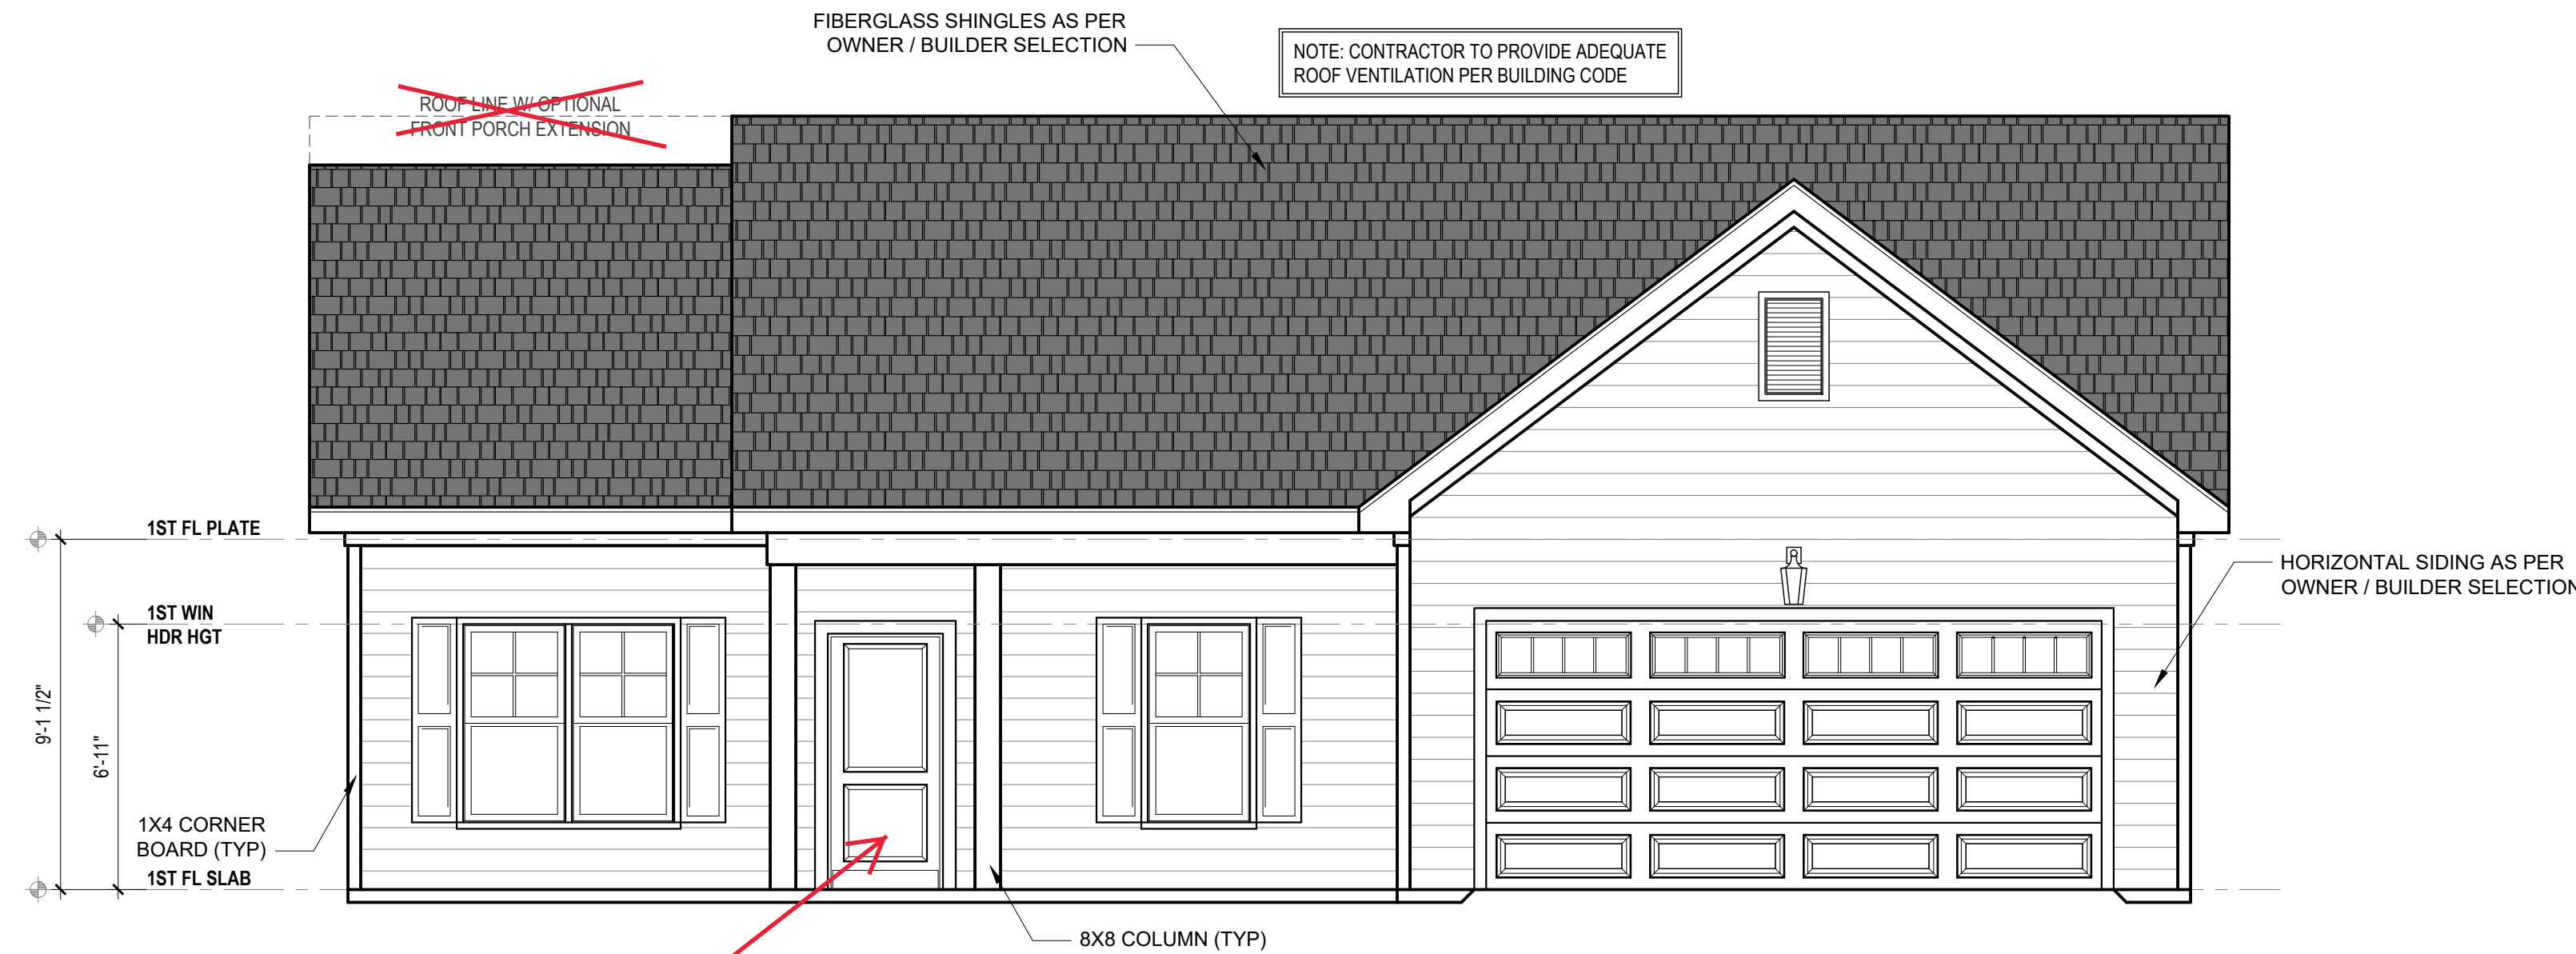 FIBERGLASS SHINGLES AS PER
OWNER / BUILDER SELECTION
NOTE: CONTRACTOR TO PROVIDE ADEQUATE
ROOF VENTILATION PER BUILDING CODE
ROOF LINE W/ OPTIONAL
FRONT PORCH EXTENSION
1ST FL PLATE
HORIZONTAL SIDING AS PER
OWNER / BUILDER SELECTION
1ST WIN
HDR HGT
9'-1 1/2"
6'-11"
1X4 CORNER
BOARD (TYP)
1ST FL SLAB
8X8 COLUMN (TYP)